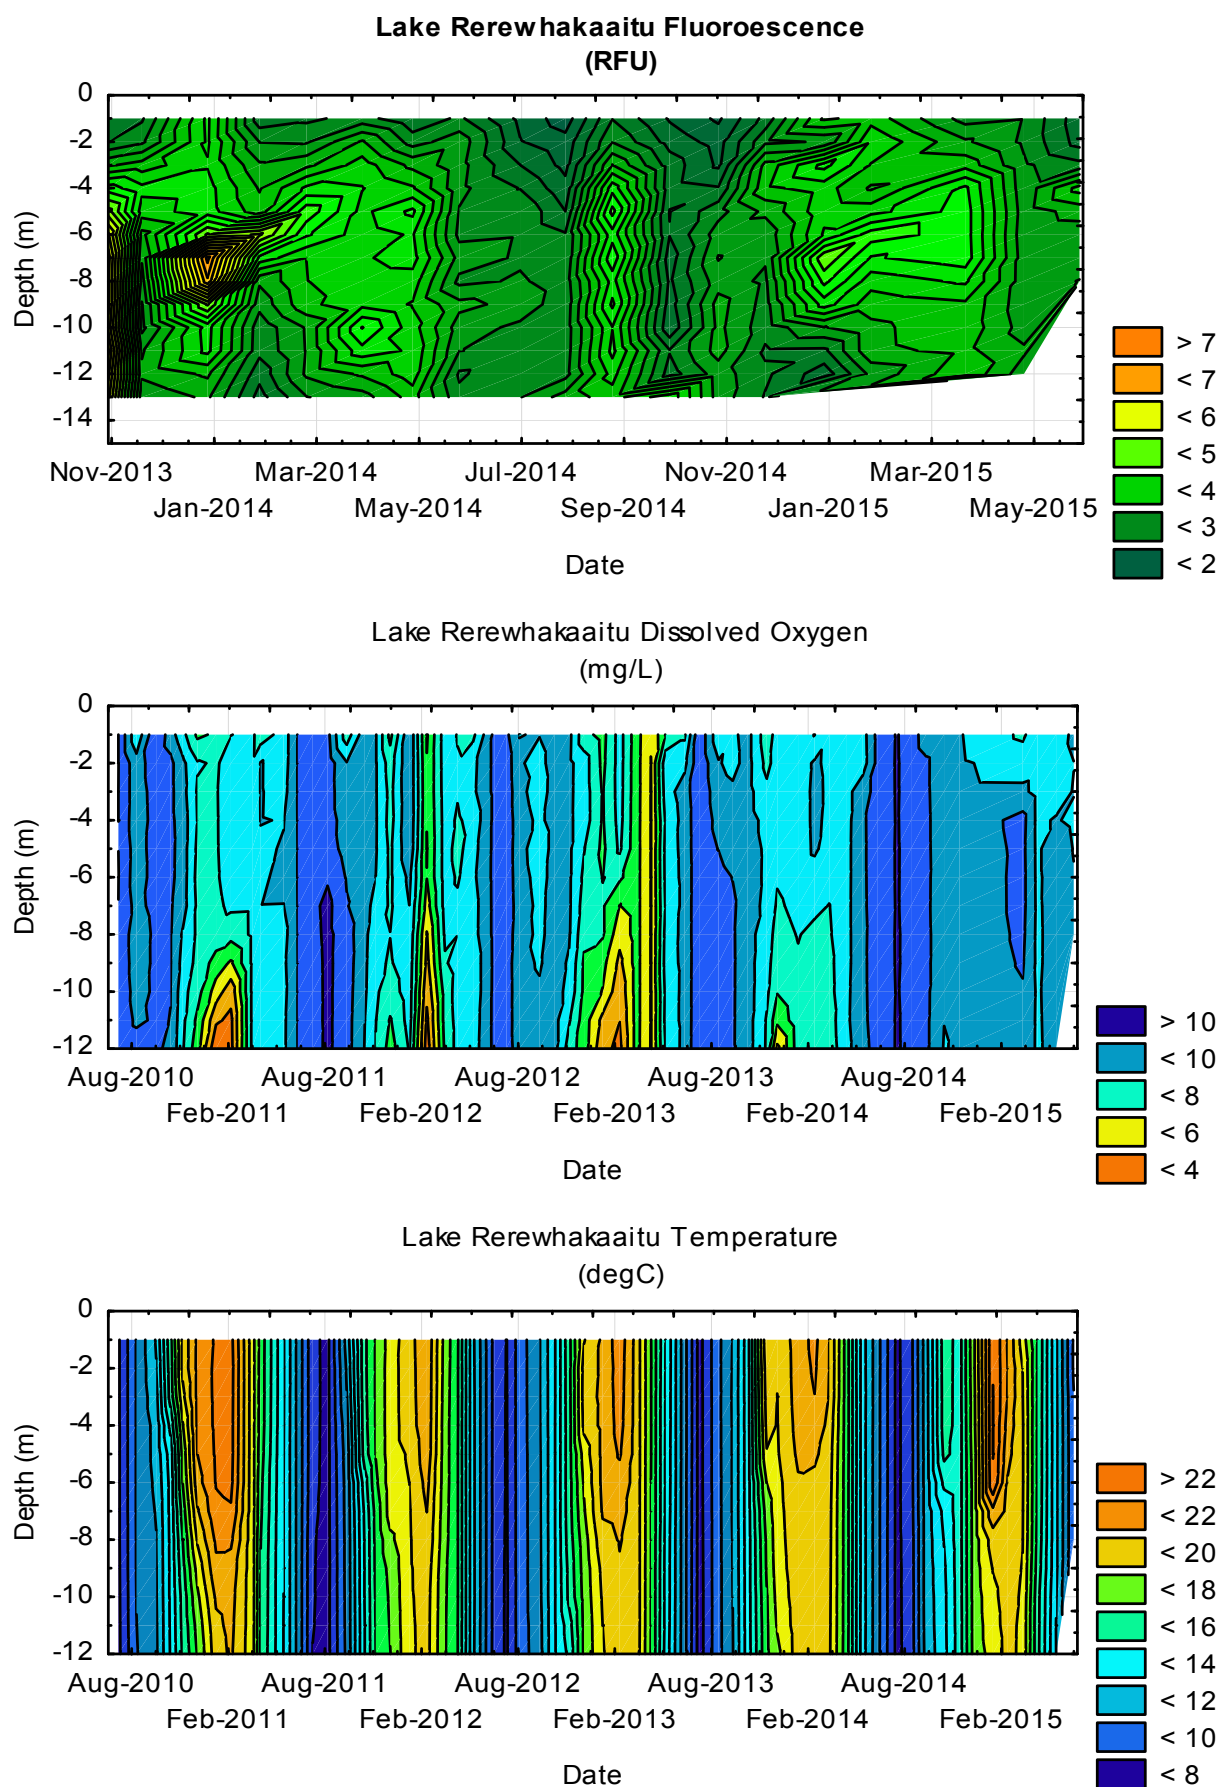 Lake Rerewhakaaitu Fluoroescence
(RFU)
0
-2
-4
-6
-8
-10
-12
-14
Depth (m)
Nov-2013
Mar-2014
Jul-2014
Nov-2014
Mar-2015
Jan-2014
May-2014
Sep-2014
Jan-2015
May-2015
Date
> 7
< 7
< 6
< 5
< 4
< 3
< 2
Lake Rerewhakaaitu Dissolved Oxygen
(mg/L)
0
-2
-4
-6
-8
-10
-12
Depth (m)
Aug-2010
Aug-2011
Aug-2012
Aug-2013
Aug-2014
Feb-2011
Feb-2012
Feb-2013
Feb-2014
Feb-2015
Date
> 10
< 10
< 8
< 6
< 4
Lake Rerewhakaaitu Temperature
(degC)
0
-2
-4
-6
-8
-10
-12
Depth (m)
Aug-2010
Aug-2011
Aug-2012
Aug-2013
Aug-2014
Feb-2011
Feb-2012
Feb-2013
Feb-2014
Feb-2015
Date
> 22
< 22
< 20
< 18
< 16
< 14
< 12
< 10
< 8